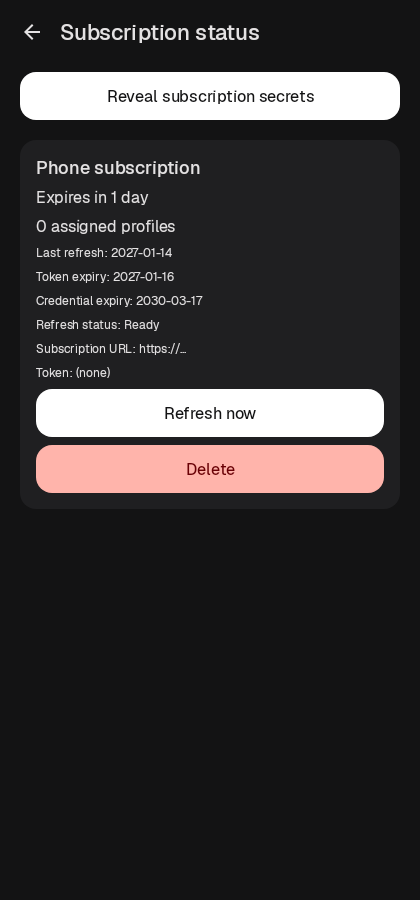 Subscription status
Reveal subscription secrets
Phone subscription
Expires in 1 day
0 assigned profiles
Last refresh: 2027-01-14
Token expiry: 2027-01-16
Credential expiry: 2030-03-17
Refresh status: Ready
Subscription URL: https://…
Token: (none)
Refresh now
Delete